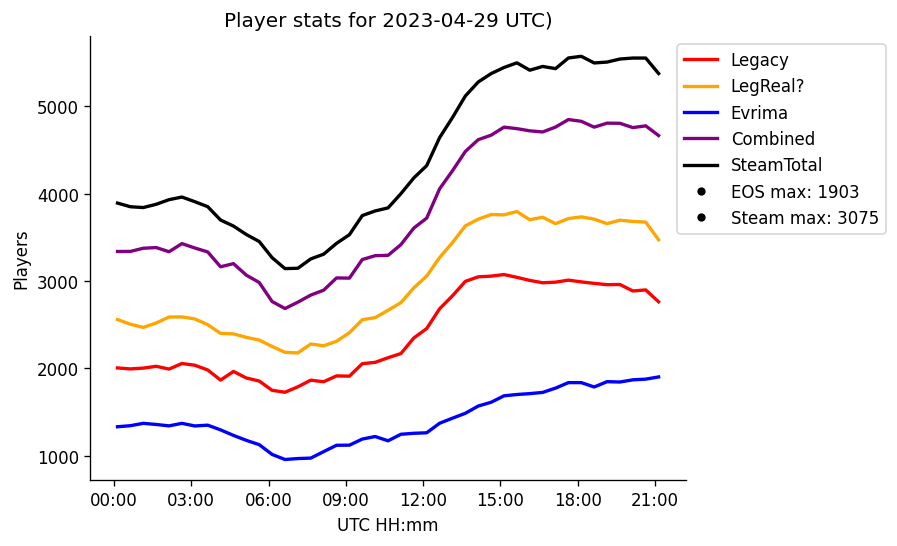 Player stats for 2023-04-29 UTC)
Legacy
LegReal?
Evrima
Combined
SteamTotal
EOS max: 1903
Steam max: 3075
Players
5000
4000
3000
2000
1000
00:00 03:00 06:00 09:00 12:00 15:00 18:00 21:00
UTC HH:mm